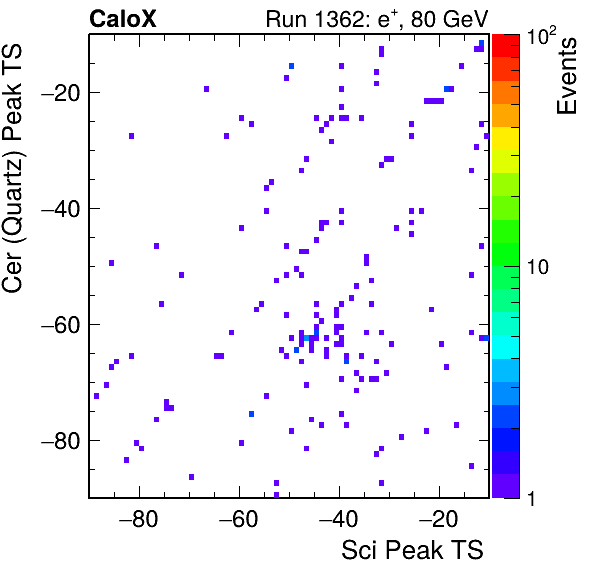 CaloX Run 1362: e⁺, 80 GeV
Cer (Quartz) Peak TS
−20
−40
−60
−80
−80 −60 −40 −20
Sci Peak TS
10²
10
1
Events